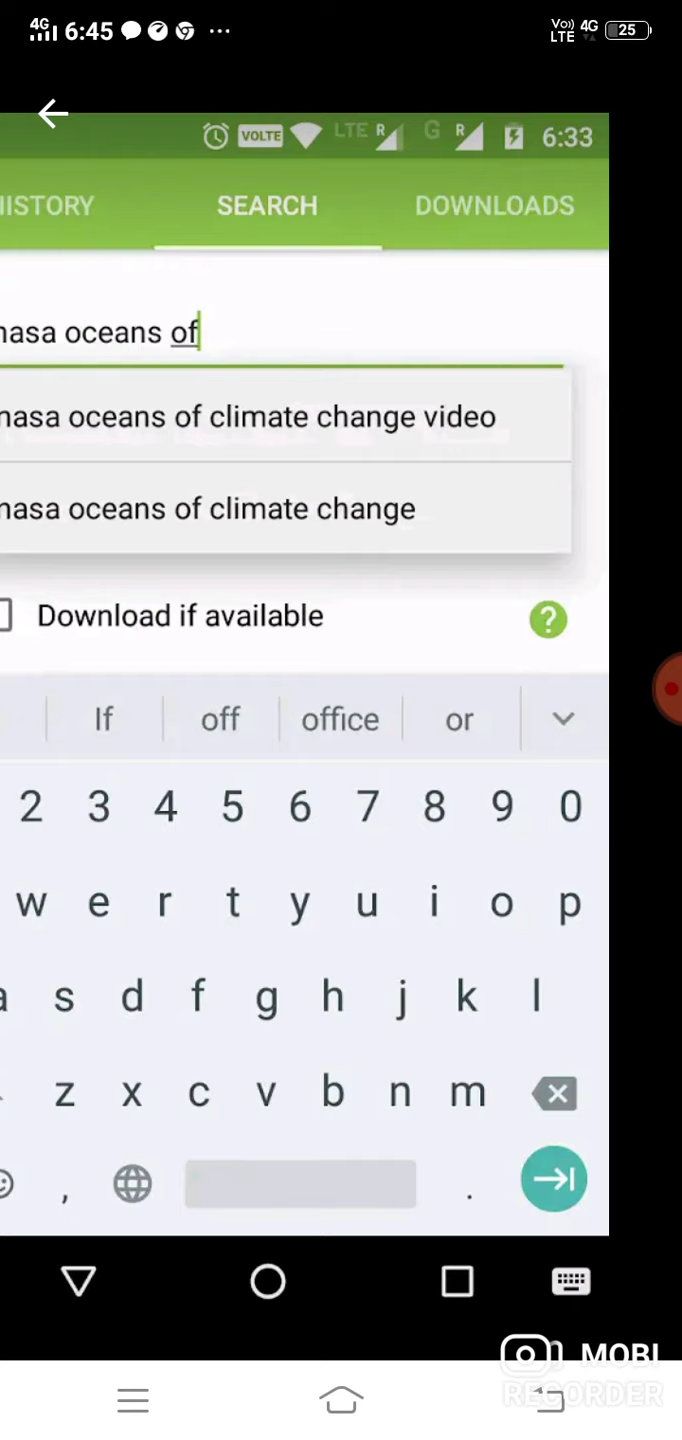 4G 6:45 ... Vo) LTE 4G 25
VOLTE LTE R G R 6:33
HISTORY SEARCH DOWNLOADS
nasa oceans of
nasa oceans of climate change video
nasa oceans of climate change
Download if available ?
If off office or
2 3 4 5 6 7 8 9 0
w e r t y u i o p
a s d f g h j k l
z x c v b n m
, .
MOBI
RECORDER